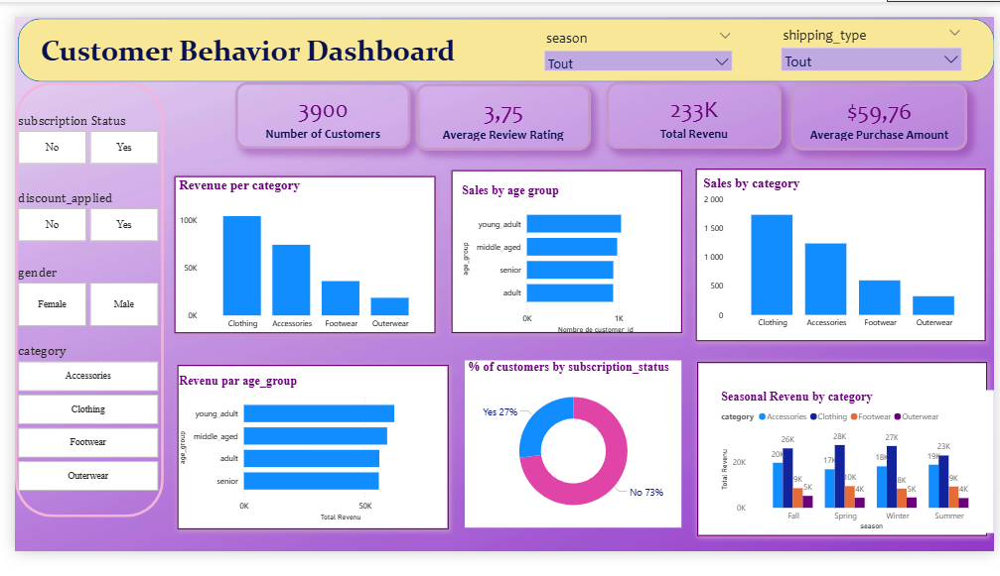 Customer Behavior Dashboard
season
Tout
shipping_type
Tout
subscription Status
No
Yes
discount_applied
No
Yes
gender
Female
Male
category
Accessories
Clothing
Footwear
Outerwear
3900
Number of Customers
3,75
Average Review Rating
233K
Total Revenu
$59,76
Average Purchase Amount
Revenue per category
100K
50K
0K
Clothing Accessories Footwear Outerwear
Sales by age group
age_group
young_adult
middle_aged
senior
adult
0K 1K
Nombre de customer_id
Sales by category
2 000
1 500
1 000
500
0
Clothing Accessories Footwear Outerwear
Revenu par age_group
age_group
young_adult
middle_aged
adult
senior
0K 50K
Total Revenu
% of customers by subscription_status
Yes 27%
No 73%
Seasonal Revenu by category
category Accessories Clothing Footwear Outerwear
Total Revenu
20K
0K
20K 26K 9K 5K
17K 28K 10K 4K
18K 27K 8K 5K
19K 23K 9K 4K
Fall Spring Winter Summer
season